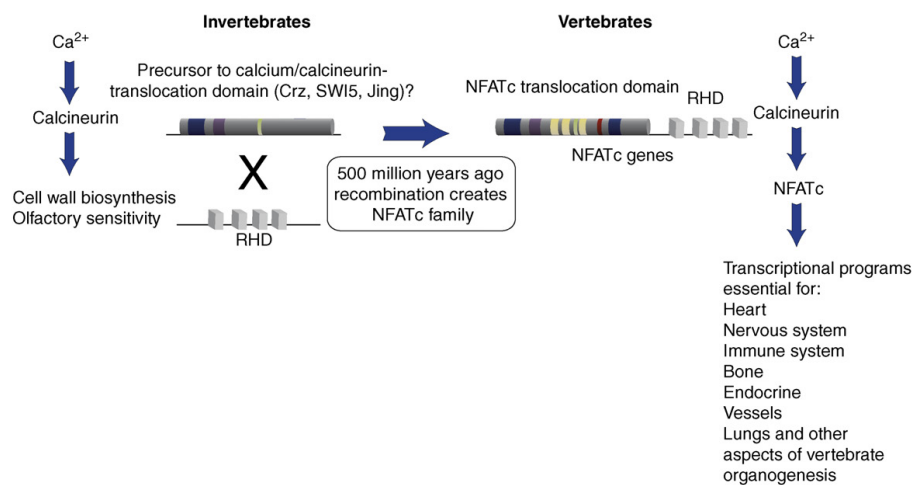 Invertebrates
Vertebrates
Ca²⁺
Calcineurin
Cell wall biosynthesis
Olfactory sensitivity
Precursor to calcium/calcineurin-
translocation domain (Crz, SWI5, Jing)?
X
RHD
500 million years ago
recombination creates
NFATc family
NFATc translocation domain
RHD
NFATc genes
Ca²⁺
Calcineurin
NFATc
Transcriptional programs
essential for:
Heart
Nervous system
Immune system
Bone
Endocrine
Vessels
Lungs and other
aspects of vertebrate
organogenesis